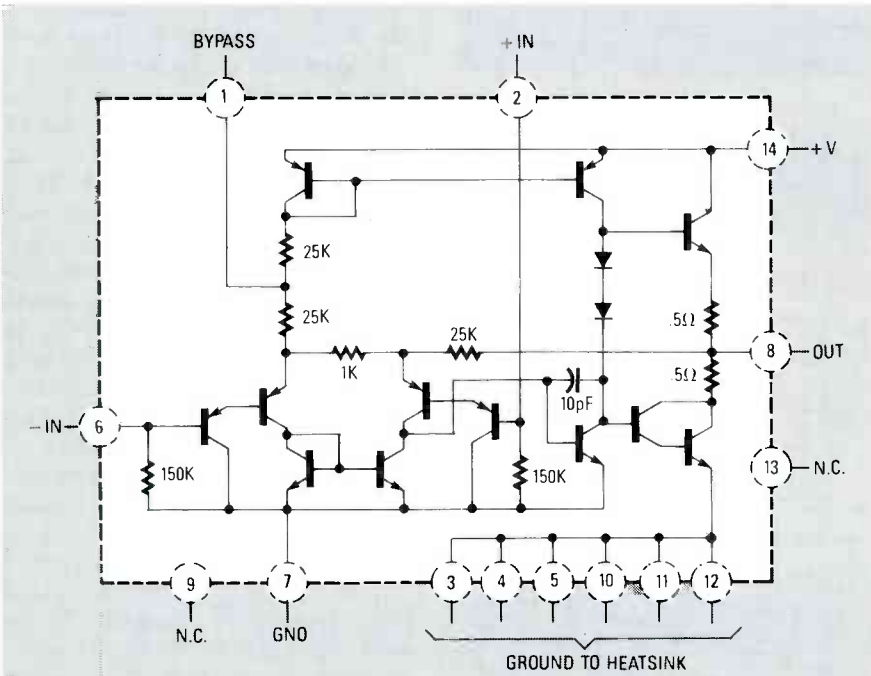 BYPASS
+ IN
1
2
14
+ V
25K
25K
25K
1K
.5Ω
8
OUT
.5Ω
10pF
– IN
6
150K
150K
13
N.C.
9
7
3
4
5
10
11
12
N.C.
GNO
GROUND TO HEATSINK